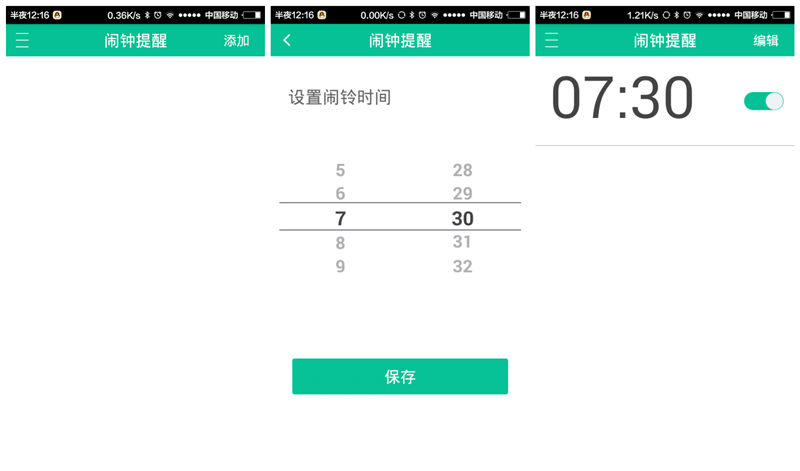 半夜12:16 0.36K/s 中国移动
闹钟提醒 添加
半夜12:16 0.00K/s 中国移动
闹钟提醒
设置闹铃时间
5 28
6 29
7 30
8 31
9 32
保存
半夜12:16 1.21K/s 中国移动
闹钟提醒 编辑
07:30